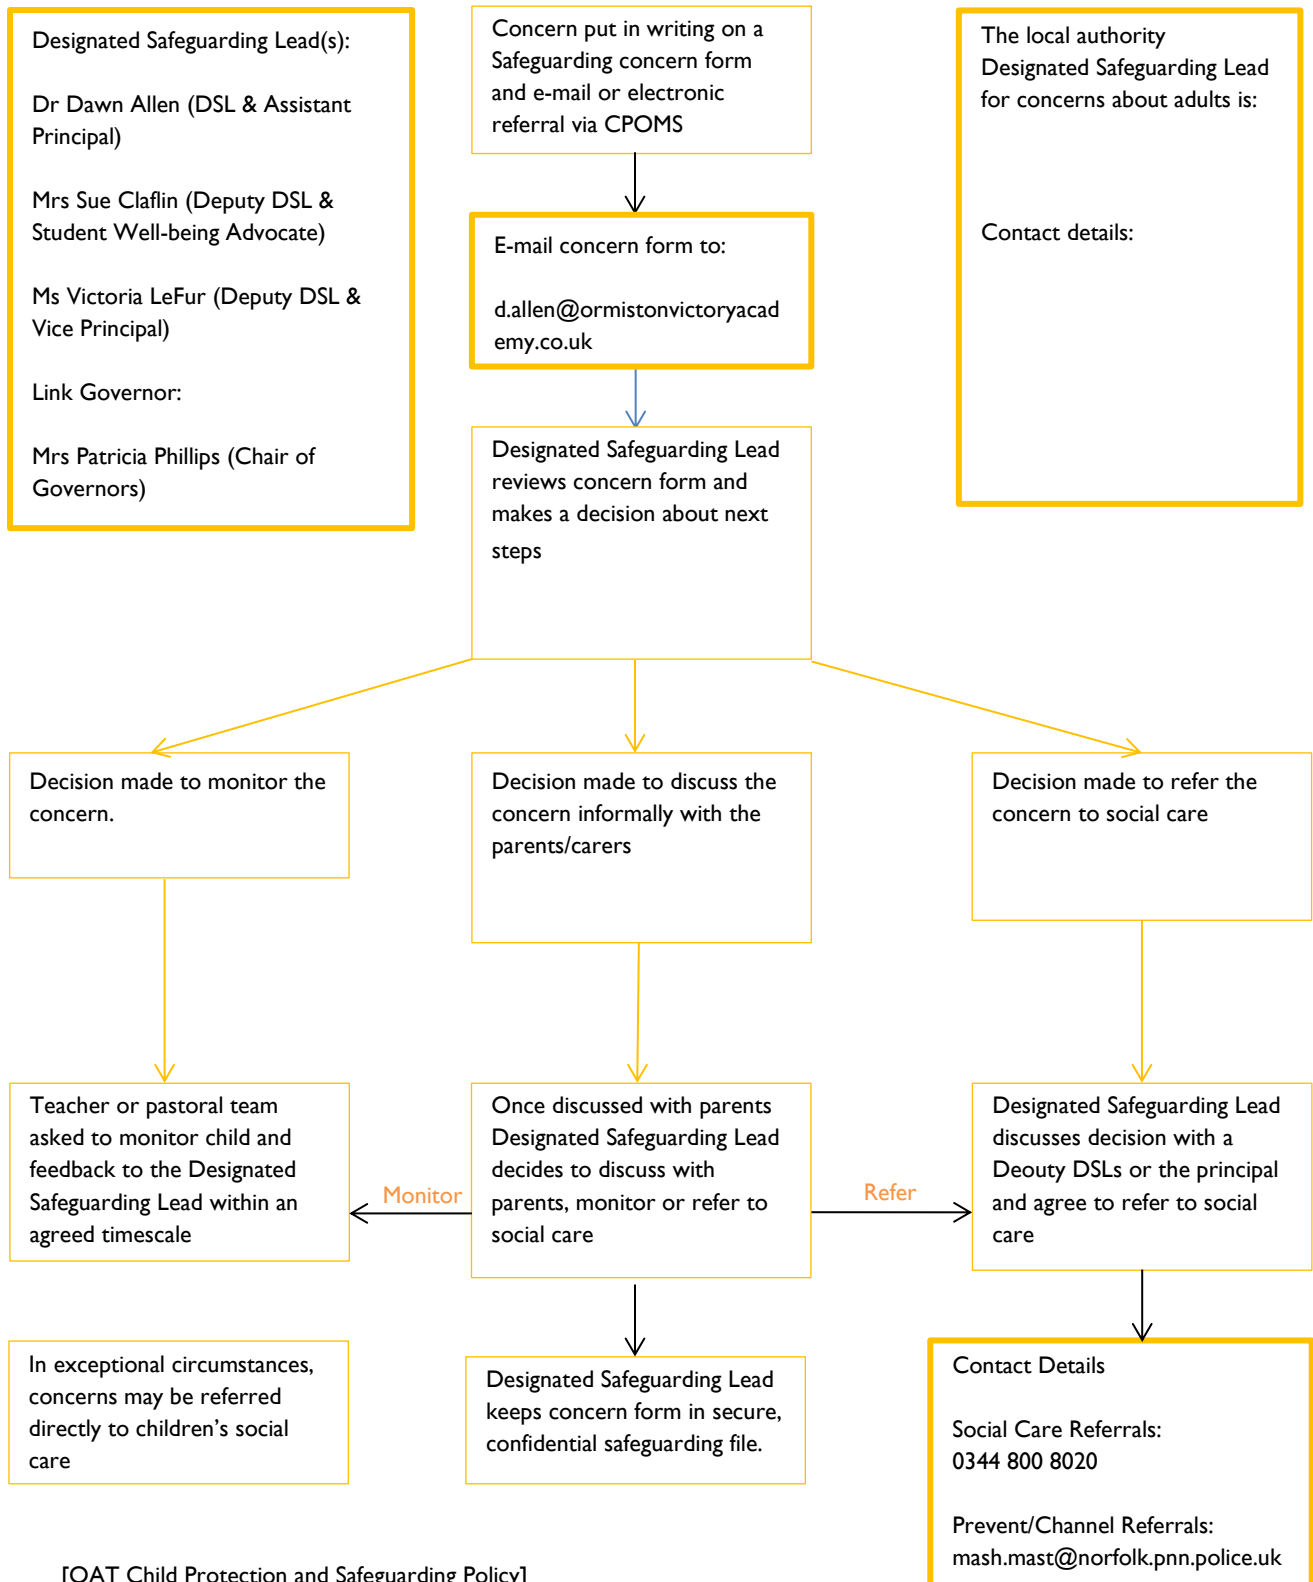 Designated Safeguarding Lead(s):
Dr Dawn Allen (DSL & Assistant
Principal)
Mrs Sue Claflin (Deputy DSL &
Student Well-being Advocate)
Ms Victoria LeFur (Deputy DSL &
Vice Principal)
Link Governor:
Mrs Patricia Phillips (Chair of
Governors)
Concern put in writing on a
Safeguarding concern form
and e-mail or electronic
referral via CPOMS
The local authority
Designated Safeguarding Lead
for concerns about adults is:
Contact details:
E-mail concern form to:
d.allen@ormistonvictoryacad
emy.co.uk
Designated Safeguarding Lead
reviews concern form and
makes a decision about next
steps
Decision made to monitor the
concern.
Decision made to discuss the
concern informally with the
parents/carers
Decision made to refer the
concern to social care
Teacher or pastoral team
asked to monitor child and
feedback to the Designated
Safeguarding Lead within an
agreed timescale
Monitor
Once discussed with parents
Designated Safeguarding Lead
decides to discuss with
parents, monitor or refer to
social care
Refer
Designated Safeguarding Lead
discusses decision with a
Deouty DSLs or the principal
and agree to refer to social
care
In exceptional circumstances,
concerns may be referred
directly to children’s social
care
Designated Safeguarding Lead
keeps concern form in secure,
confidential safeguarding file.
Contact Details
Social Care Referrals:
0344 800 8020
Prevent/Channel Referrals:
mash.mast@norfolk.pnn.police.uk
[OAT Child Protection and Safeguarding Policy]